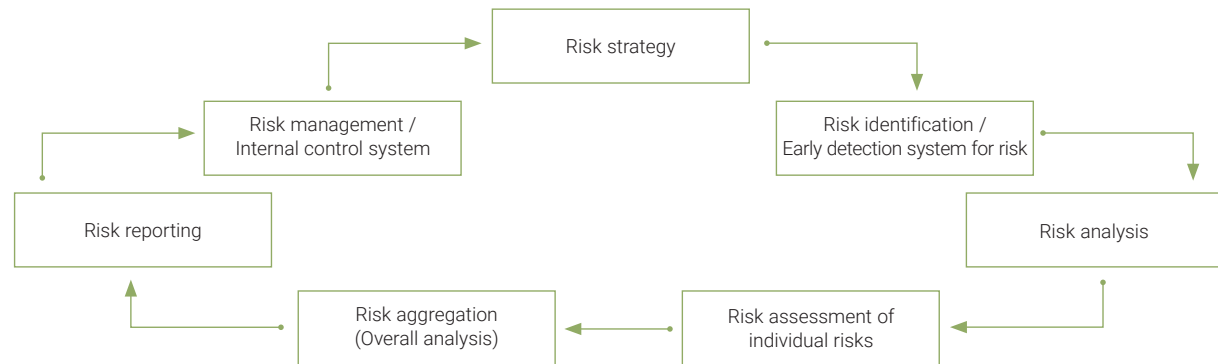 Risk strategy
Risk management /
Internal control system
Risk identification /
Early detection system for risk
Risk reporting
Risk analysis
Risk aggregation
(Overall analysis)
Risk assessment of
individual risks